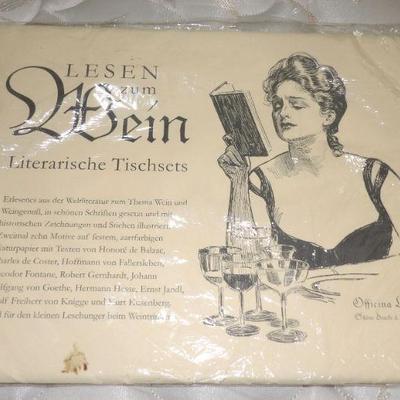 LESEN
zum
Wein
Literarische Tischsets
Erlesenes aus der Weltliteratur zum Thema Wein und
Weingenuß, in schönen Schriften gesetzt und mit
historischen Zeichnungen und Stichen illustriert.
Zweimal zehn Motive auf festem, zartfarbigen
Naturpapier mit Texten von Honoré de Balzac,
Charles de Coster, Hoffmann von Fallersleben,
Theodor Fontane, Robert Gernhardt, Johann
Wolfgang von Goethe, Hermann Hesse, Ernst Jandl,
Adolf Freiherr von Knigge und Kurt Kusenberg.
für den kleinen Lesehunger beim Weintrinken
Officina